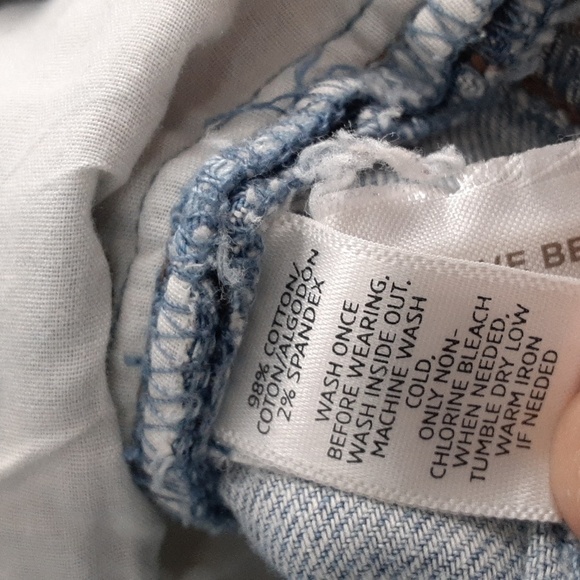 98% COTTON/
COTTON/ALGODÓN
2% SPANDEX
WASH ONCE
BEFORE WEARING,
WASH INSIDE OUT.
MACHINE WASH
COLD,
ONLY NON-
CHLORINE BLEACH
WHEN NEEDED,
TUMBLE DRY LOW
WARM IRON
IF NEEDED